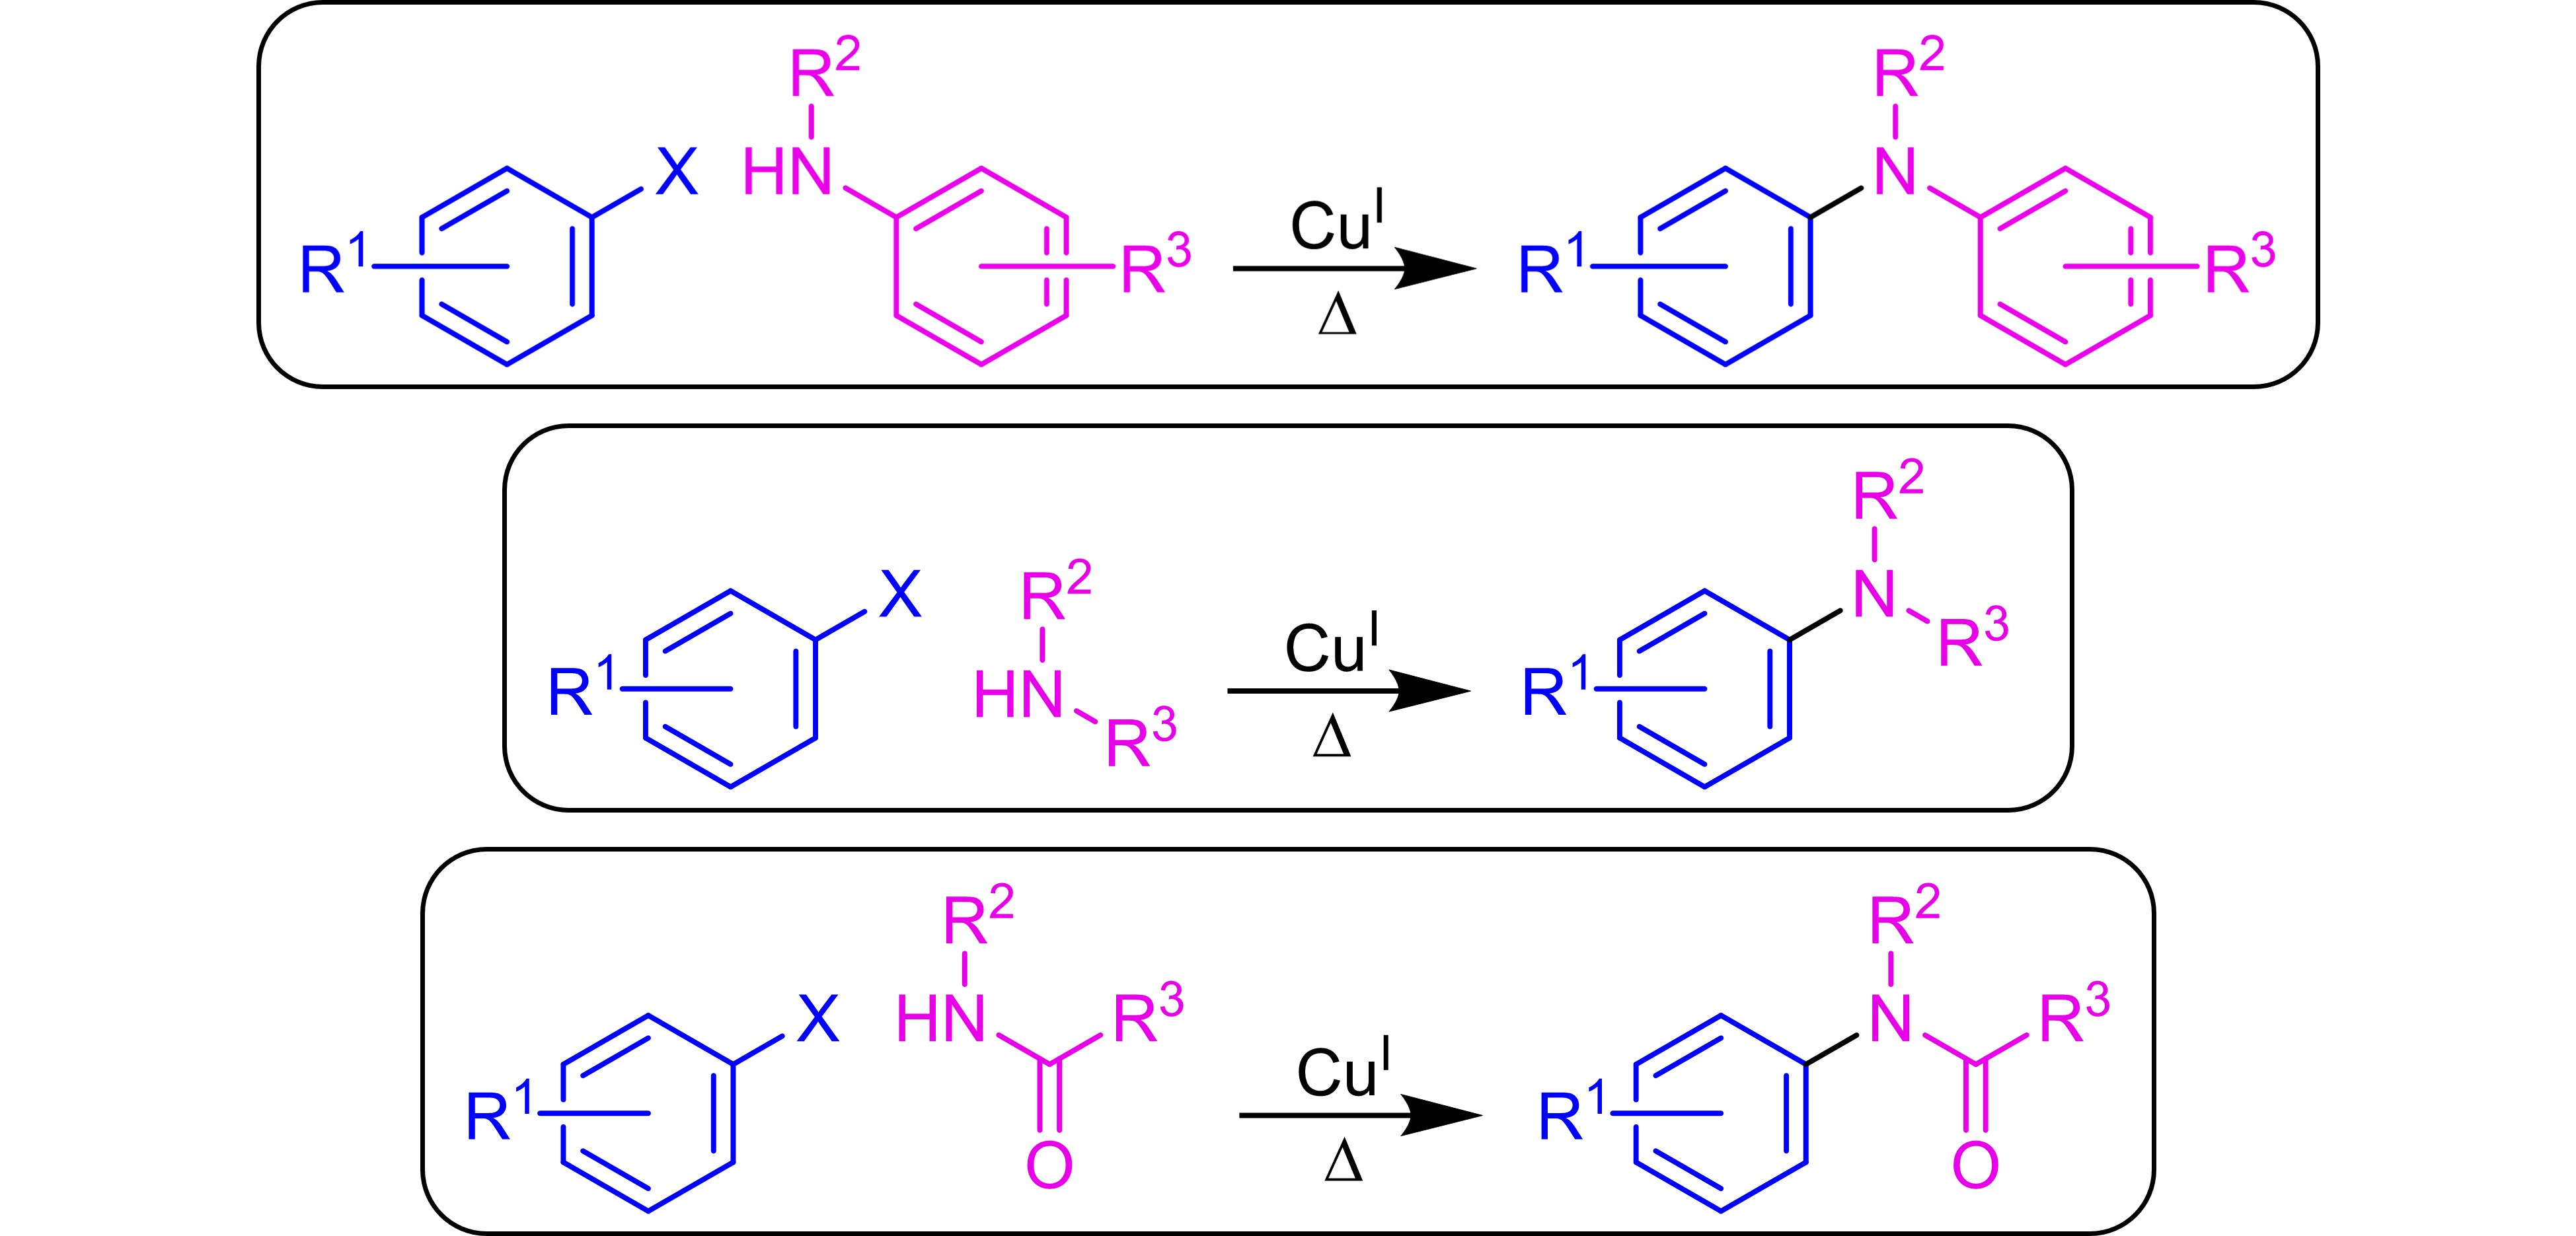 R² R²
X HN Cuᴵ N
R¹ R³ Δ R¹ R³
R²
X R² Cuᴵ N
R¹ HN R³ Δ R¹ R³
R² R²
X HN R³ Cuᴵ N R³
R¹ O Δ R¹ O